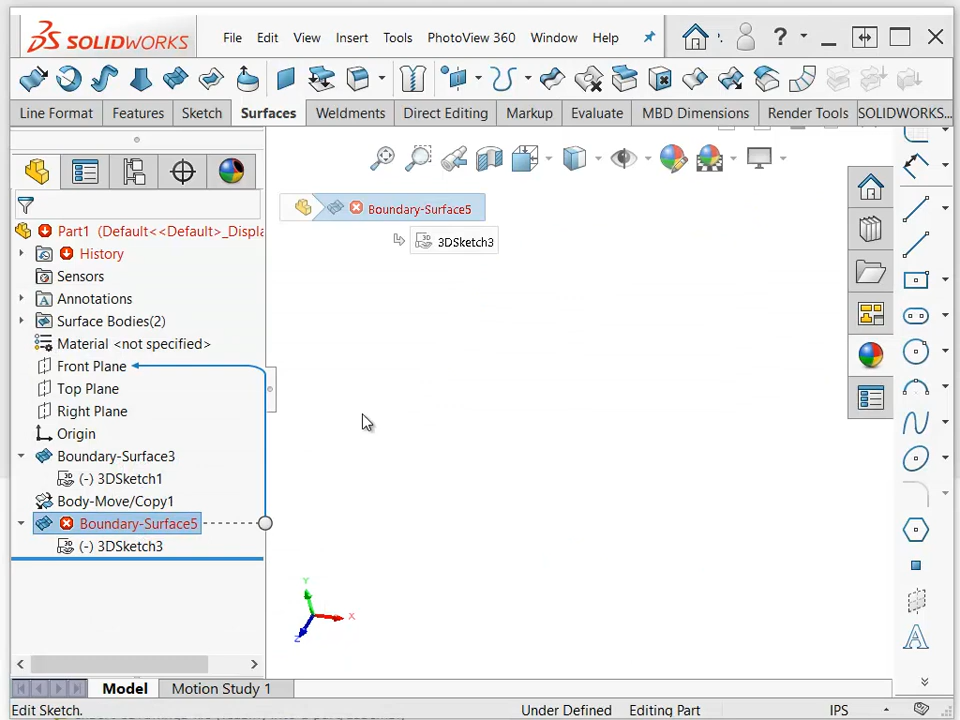 SOLIDWORKS File Edit View Insert Tools PhotoView 360 Window Help ?
Line Format Features Sketch Surfaces Weldments Direct Editing Markup Evaluate MBD Dimensions Render Tools SOLIDWORKS...
Boundary-Surface5
3DSketch3
Part1 (Default<<Default>_Displa
History
Sensors
Annotations
Surface Bodies(2)
Material <not specified>
Front Plane
Top Plane
Right Plane
Origin
Boundary-Surface3
(-) 3DSketch1
Body-Move/Copy1
Boundary-Surface5
(-) 3DSketch3
Y
X
Z
Model Motion Study 1
Edit Sketch. Under Defined Editing Part IPS